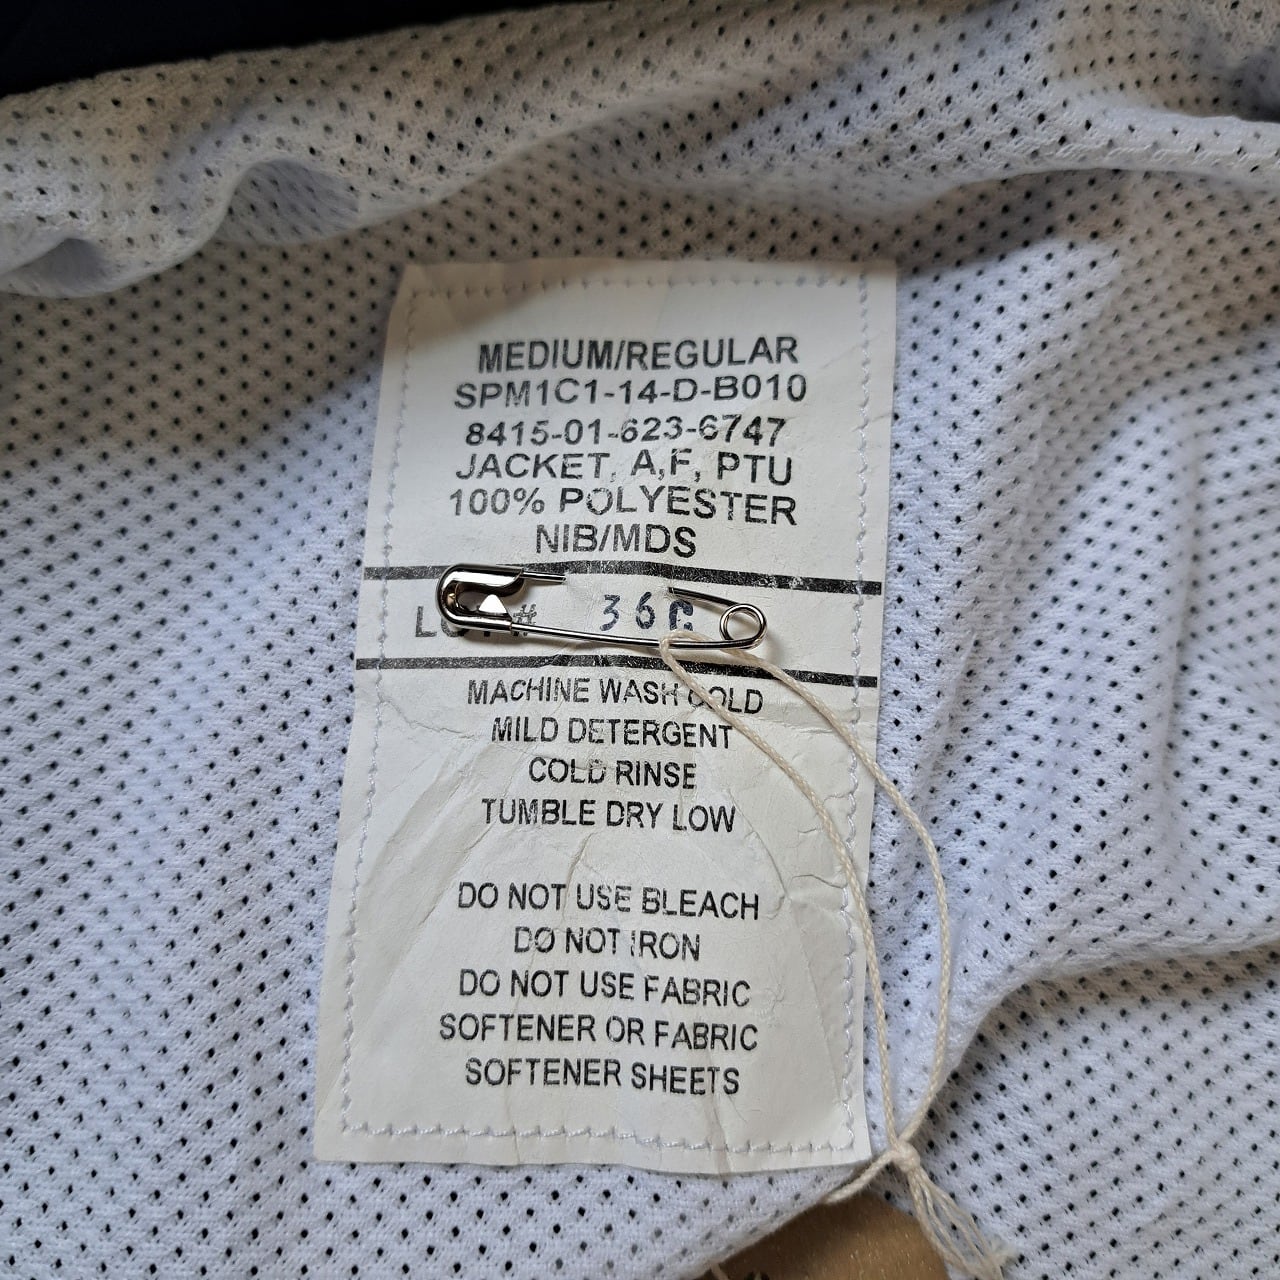 MEDIUM/REGULAR
SPM1C1-14-D-B010
8415-01-623-6747
JACKET, A,F, PTU
100% POLYESTER
NIB/MDS
36
MACHINE WASH COLD
MILD DETERGENT
COLD RINSE
TUMBLE DRY LOW
DO NOT USE BLEACH
DO NOT IRON
DO NOT USE FABRIC
SOFTENER OR FABRIC
SOFTENER SHEETS